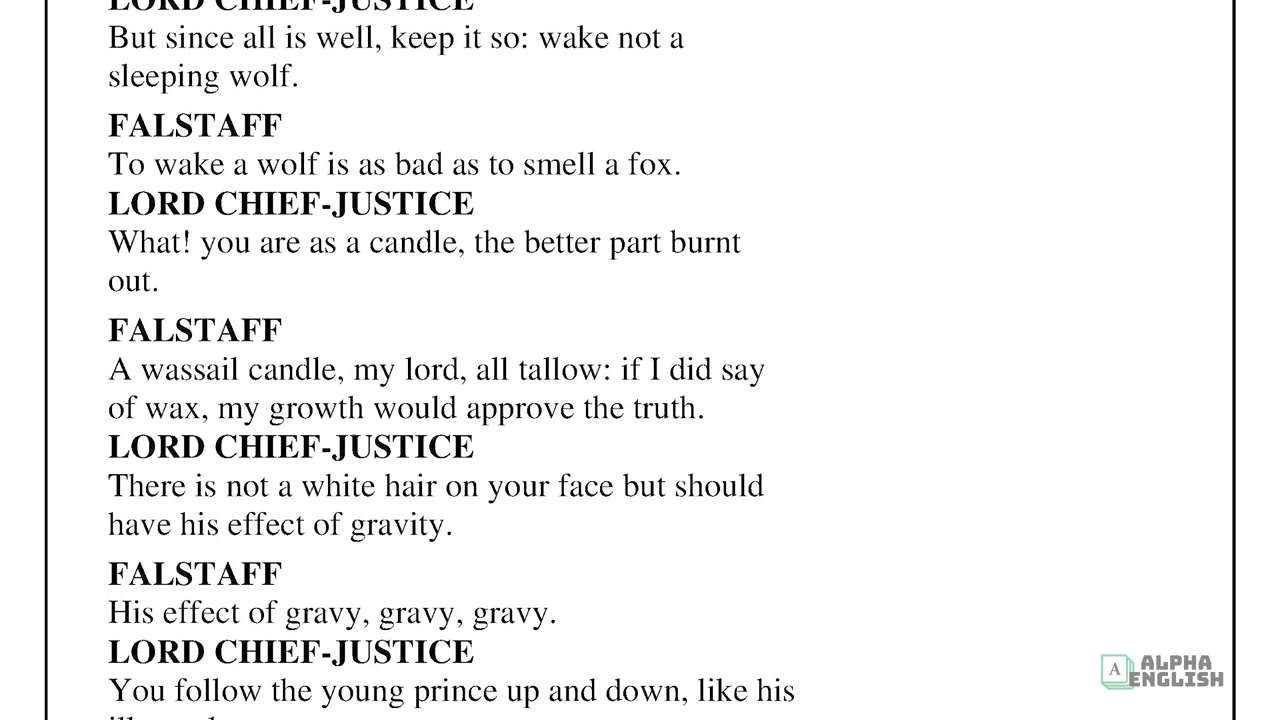 LORD CHIEF-JUSTICE
But since all is well, keep it so: wake not a
sleeping wolf.
FALSTAFF
To wake a wolf is as bad as to smell a fox.
LORD CHIEF-JUSTICE
What! you are as a candle, the better part burnt
out.
FALSTAFF
A wassail candle, my lord, all tallow: if I did say
of wax, my growth would approve the truth.
LORD CHIEF-JUSTICE
There is not a white hair on your face but should
have his effect of gravity.
FALSTAFF
His effect of gravy, gravy, gravy.
LORD CHIEF-JUSTICE
You follow the young prince up and down, like his
A ALPHA
ENGLISH